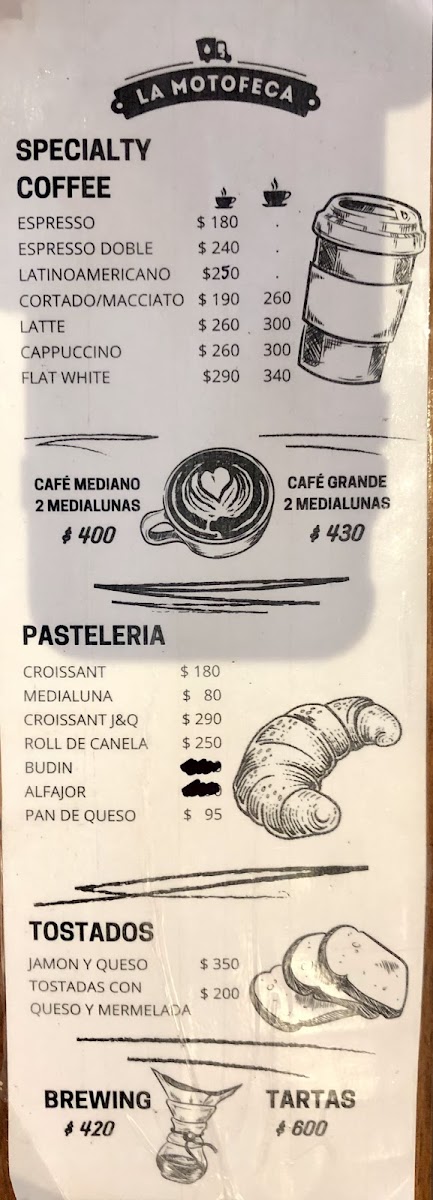 LA MOTOFECA
SPECIALTY
COFFEE
ESPRESSO $ 180 .
ESPRESSO DOBLE $ 240 .
LATINOAMERICANO $250 .
CORTADO/MACCIATO $ 190 260
LATTE $ 260 300
CAPPUCCINO $ 260 300
FLAT WHITE $290 340
CAFÉ MEDIANO
2 MEDIALUNAS
$ 400
CAFÉ GRANDE
2 MEDIALUNAS
$ 430
PASTELERIA
CROISSANT $ 180
MEDIALUNA $ 80
CROISSANT J&Q $ 290
ROLL DE CANELA $ 250
BUDIN
ALFAJOR
PAN DE QUESO $ 95
TOSTADOS
JAMON Y QUESO $ 350
TOSTADAS CON
QUESO Y MERMELADA $ 200
BREWING
$ 420
TARTAS
$ 600